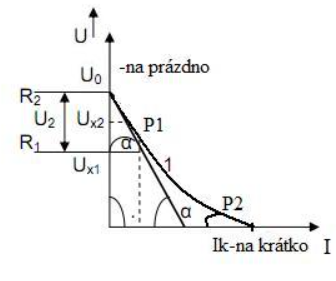 U
U₀ -na prázdno
R₂
U₂ Uₓ₂ P1
R₁ α
Uₓ₁ 1
α P2
Ik-na krátko I